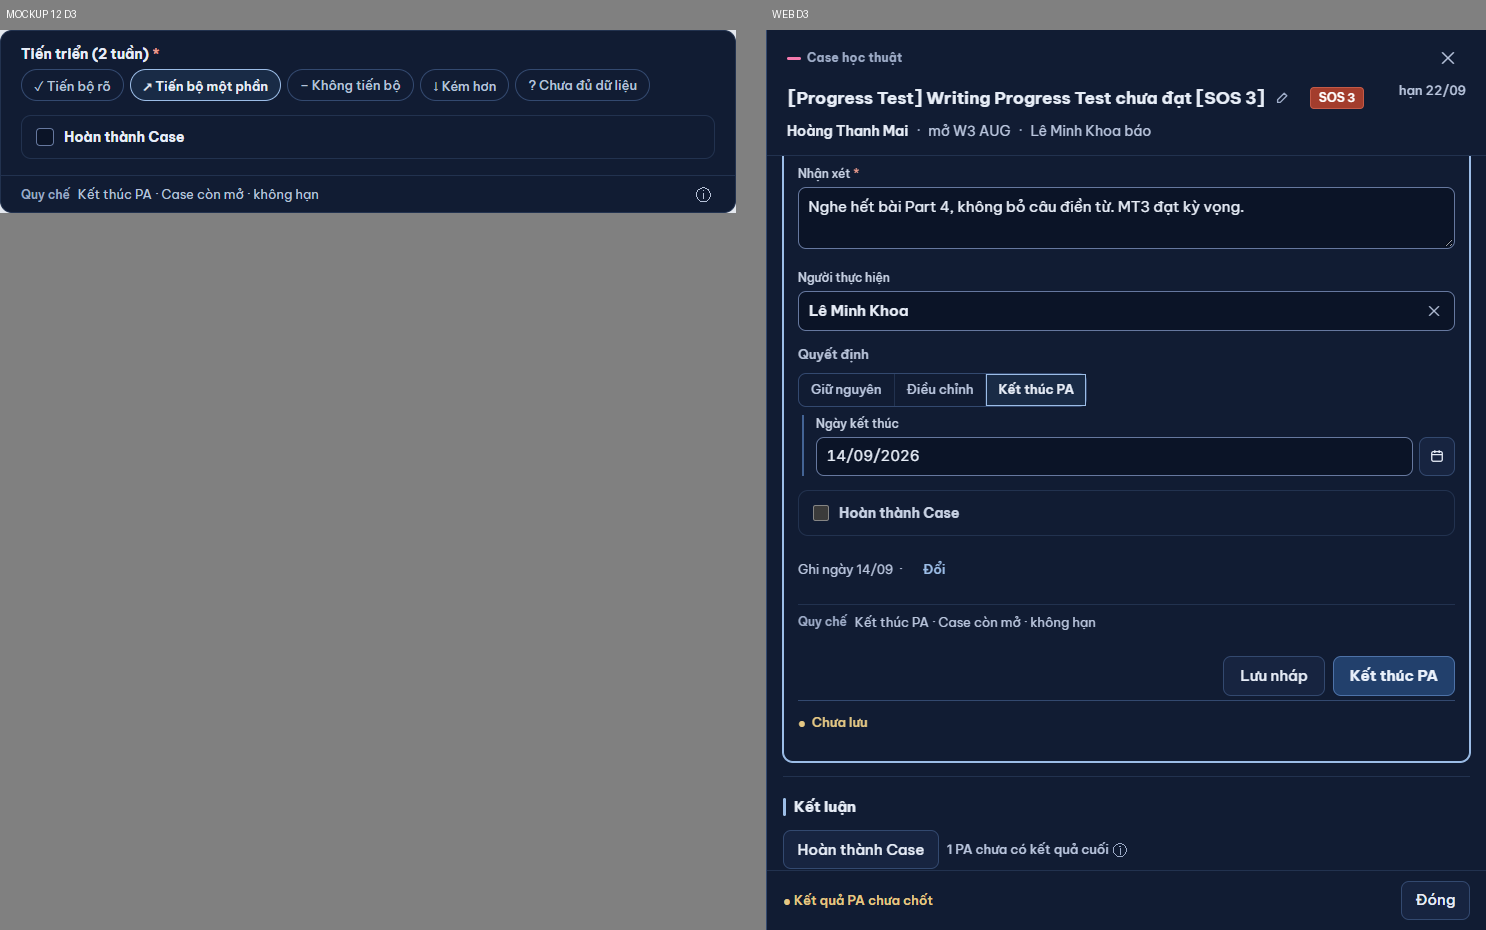 MOCKUP 12 D3
Tiến triển (2 tuần) *
✓ Tiến bộ rõ
↗ Tiến bộ một phần
– Không tiến bộ
↓ Kém hơn
? Chưa đủ dữ liệu
Hoàn thành Case
Quy chế Kết thúc PA · Case còn mở · không hạn
WEB D3
Case học thuật
[Progress Test] Writing Progress Test chưa đạt [SOS 3]
SOS 3
hạn 22/09
Hoàng Thanh Mai · mở W3 AUG · Lê Minh Khoa báo
Nhận xét *
Nghe hết bài Part 4, không bỏ câu điền từ. MT3 đạt kỳ vọng.
Người thực hiện
Lê Minh Khoa
Quyết định
Giữ nguyên
Điều chỉnh
Kết thúc PA
Ngày kết thúc
14/09/2026
Hoàn thành Case
Ghi ngày 14/09 · Đổi
Quy chế Kết thúc PA · Case còn mở · không hạn
Lưu nháp
Kết thúc PA
Chưa lưu
Kết luận
Hoàn thành Case
1 PA chưa có kết quả cuối
Kết quả PA chưa chốt
Đóng